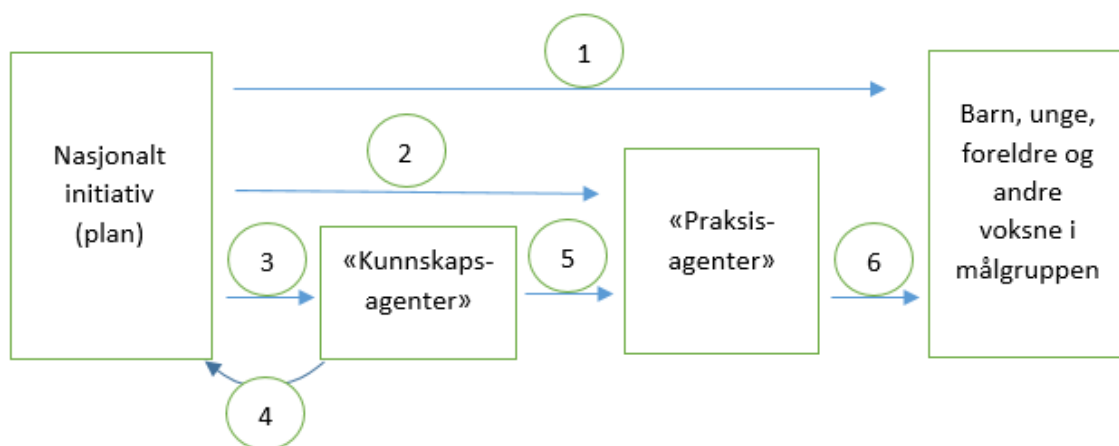 1
Nasjonalt
initiativ
(plan)
2
3
«Kunnskaps-
agenter»
4
5
«Praksis-
agenter»
6
Barn, unge,
foreldre og
andre
voksne i
målgruppen